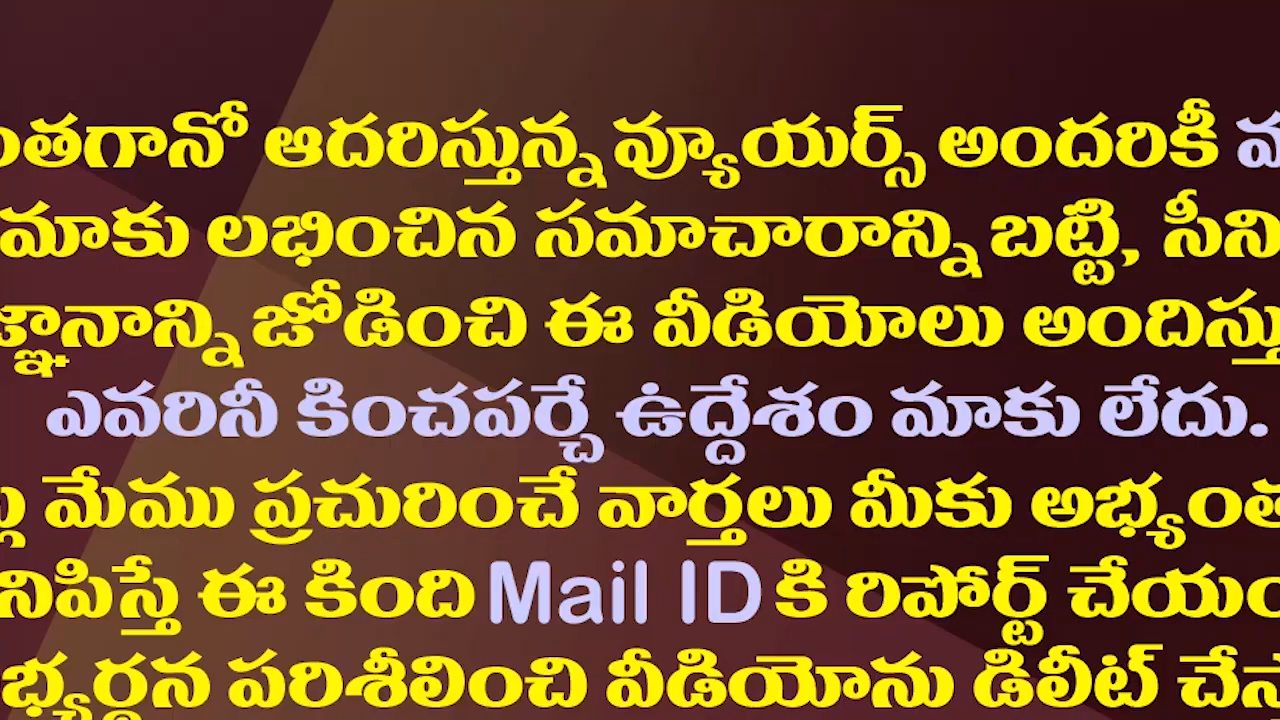 ంతగానో ఆదరిస్తున్న వ్యూయర్స్ అందరికీ
మాకు లభించిన సమాచారాన్ని బట్టి, సీని
జ్ఞానాన్ని జోడించి ఈ వీడియోలు అందిస్తు
ఎవరినీ కించపర్చే ఉద్దేశం మాకు లేదు.
ల్ల మేము ప్రచురించే వార్తలు మీకు అభ్యంత
నిపిస్తే ఈ కింది Mail ID కి రిపోర్ట్ చేయం
భ్యర్థన పరిశీలించి వీడియోను డిలీట్ చేస